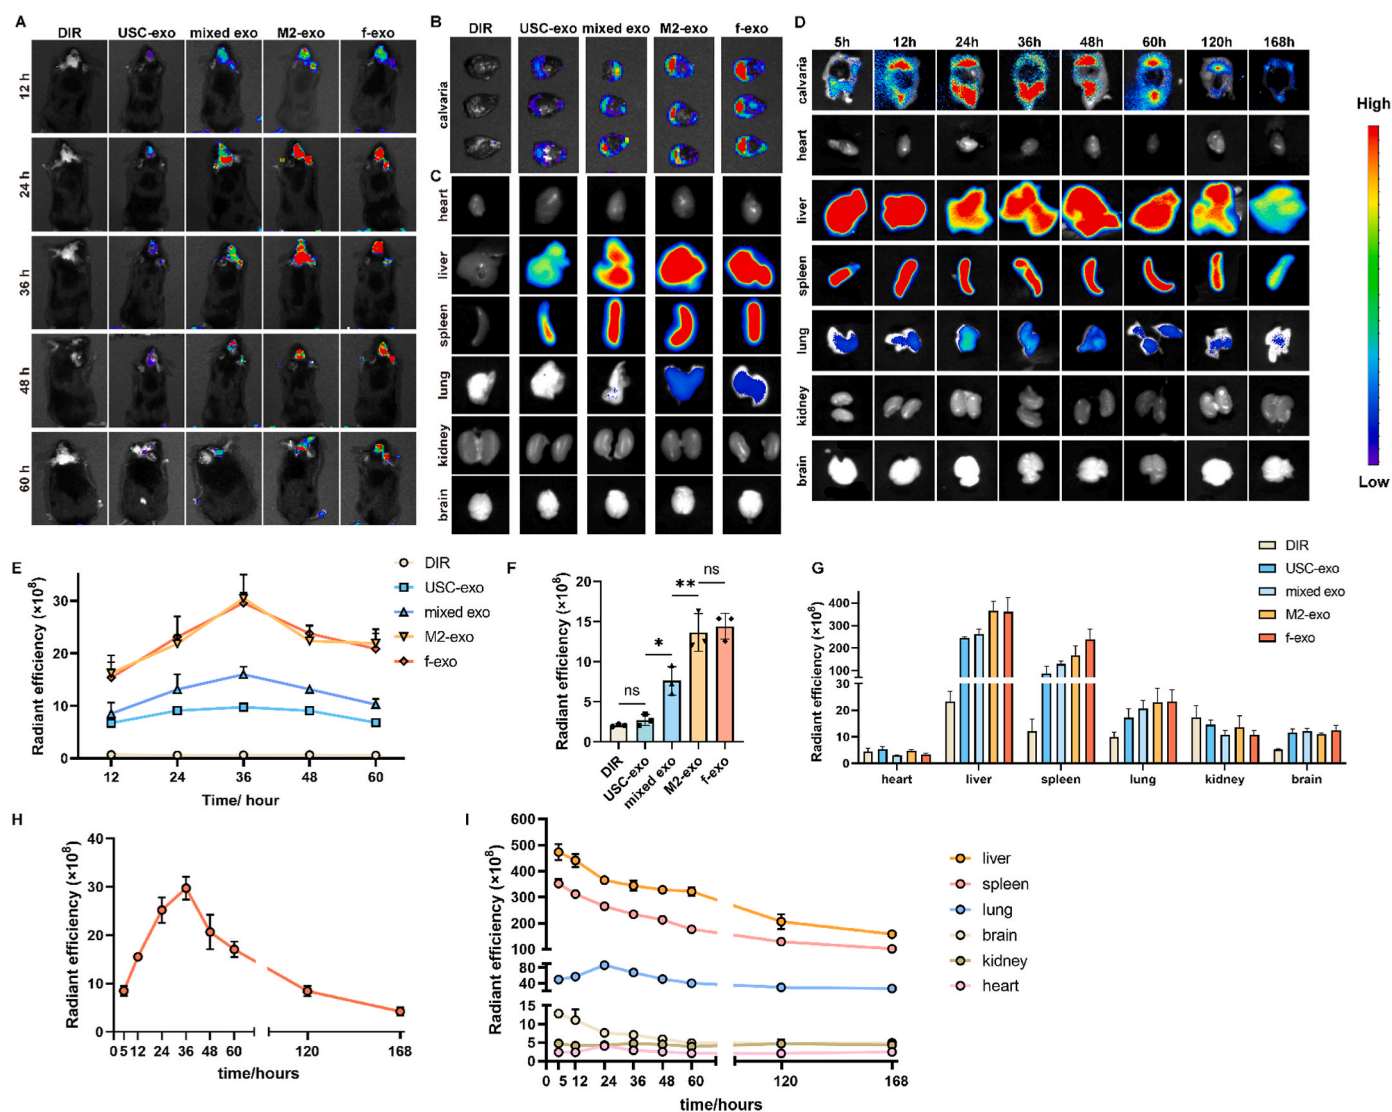 A
DIR USC-exo mixed exo M2-exo f-exo
12 h
24 h
36 h
48 h
60 h
B
DIR USC-exo mixed exo M2-exo f-exo
calvaria
C
heart
liver
spleen
lung
kidney
brain
D
5h 12h 24h 36h 48h 60h 120h 168h
calvaria
heart
liver
spleen
lung
kidney
brain
High
Low
E
Radiant efficiency (×10⁸)
30
20
10
0
12 24 36 48 60
Time/ hour
DIR
USC-exo
mixed exo
M2-exo
f-exo
F
Radiant efficiency (×10⁸)
20
15
10
5
0
ns * ** ns
DIR USC-exo mixed exo M2-exo f-exo
G
Radiant efficiency (×10⁸)
400
300
200
100
30
20
10
0
heart liver spleen lung kidney brain
DIR
USC-exo
mixed exo
M2-exo
f-exo
H
Radiant efficiency (×10⁸)
40
30
20
10
0
0 5 12 24 36 48 60 120 168
time/hours
I
Radiant efficiency (×10⁸)
600
500
400
300
200
100
80
40
15
10
5
0
0 5 12 24 36 48 60 120 168
time/hours
liver
spleen
lung
brain
kidney
heart